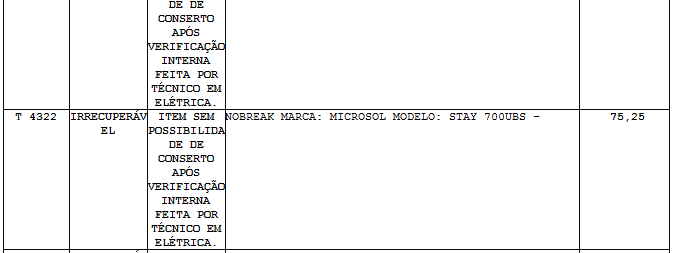 DE DE
CONSERTO
APÓS
VERIFICAÇÃO
INTERNA
FEITA POR
TÉCNICO EM
ELÉTRICA.
T 4322 IRRECUPERÁV ITEM SEM NOBREAK MARCA: MICROSOL MODELO: STAY 700UBS – 75,25
EL POSSIBILIDA
DE DE
CONSERTO
APÓS
VERIFICAÇÃO
INTERNA
FEITA POR
TÉCNICO EM
ELÉTRICA.